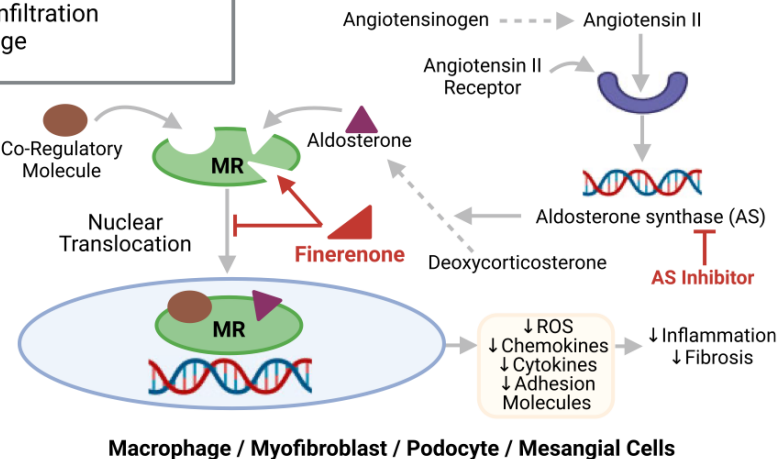 nfiltration
ge
Angiotensinogen
Angiotensin II
Angiotensin II
Receptor
Co-Regulatory
Molecule
MR
Aldosterone
Aldosterone synthase (AS)
Nuclear
Translocation
Finerenone
Deoxycorticosterone
AS Inhibitor
MR
↓ROS
↓Chemokines
↓Cytokines
↓Adhesion
Molecules
↓Inflammation
↓Fibrosis
Macrophage / Myofibroblast / Podocyte / Mesangial Cells